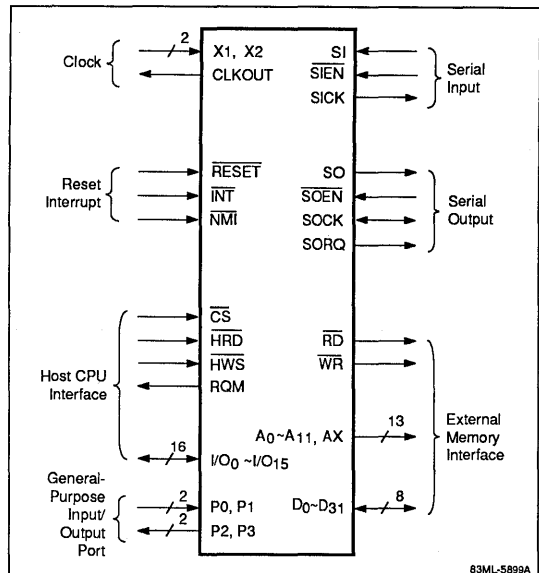 Clock
2
X1, X2
CLKOUT
SI
SIEN
SICK
Serial
Input
Reset
Interrupt
RESET
INT
NMI
SO
SOEN
SOCK
SORQ
Serial
Output
Host CPU
Interface
CS
HRD
HWS
RQM
16
I/O0 ~I/O15
RD
WR
A0~A11, AX
13
D0~D31
8
External
Memory
Interface
General-
Purpose
Input/
Output
Port
2
P0, P1
2
P2, P3
83ML-5899A